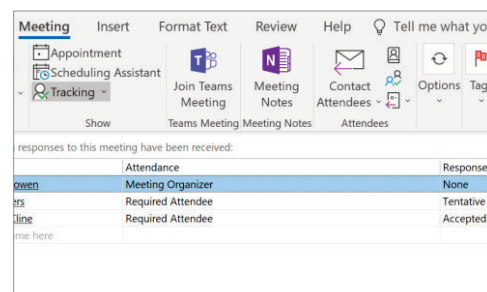 Meeting Insert Format Text Review Help Tell me what yo
Appointment
Scheduling Assistant
Tracking
Join Teams Meeting
Meeting Notes
Contact Attendees
Options
Tag
Show Teams Meeting Meeting Notes Attendees
responses to this meeting have been received:
Attendance Response
owen Meeting Organizer None
ers Required Attendee Tentative
Cline Required Attendee Accepted
me here